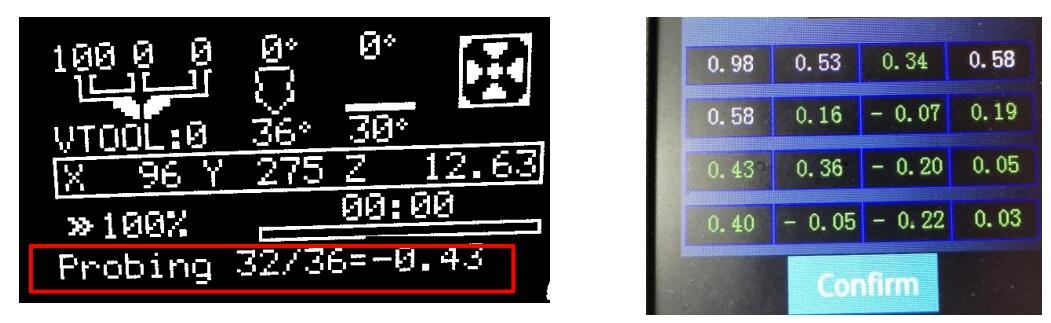 100 0 0 0° 0°
VTOOL:0 36° 30°
X 96 Y 275 Z 12.63
»100% 00:00
Probing 32/36=-0.43
0.98 0.53 0.34 0.58
0.58 0.16 - 0.07 0.19
0.43 0.36 - 0.20 0.05
0.40 - 0.05 - 0.22 0.03
Confirm